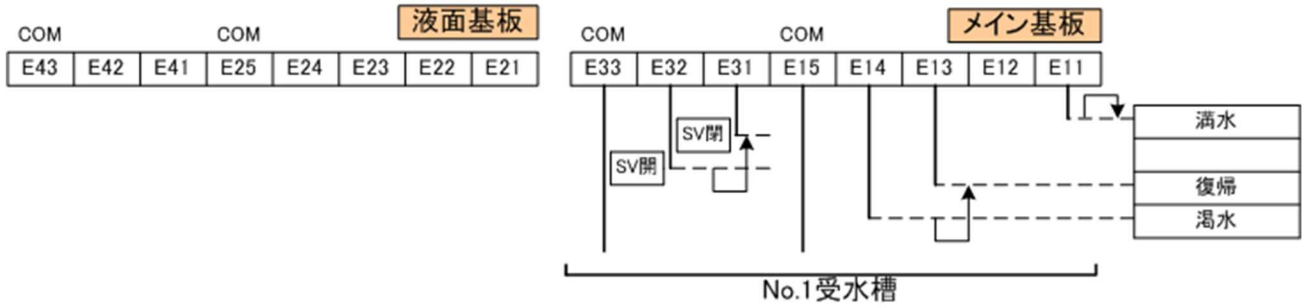 液面基板
メイン基板
COM COM COM COM
E43 E42 E41 E25 E24 E23 E22 E21 E33 E32 E31 E15 E14 E13 E12 E11
満水
SV閉
SV開
復帰
渇水
No.1受水槽